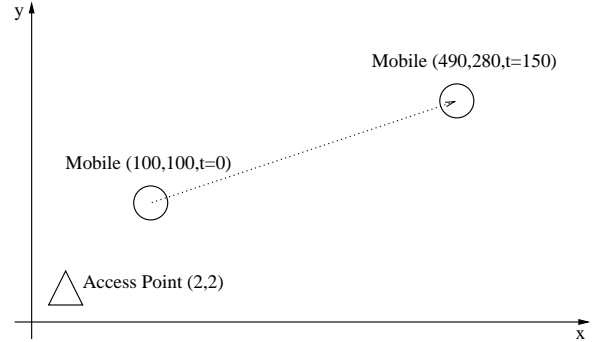 y
Mobile (490,280,t=150)
Mobile (100,100,t=0)
Access Point (2,2)
x